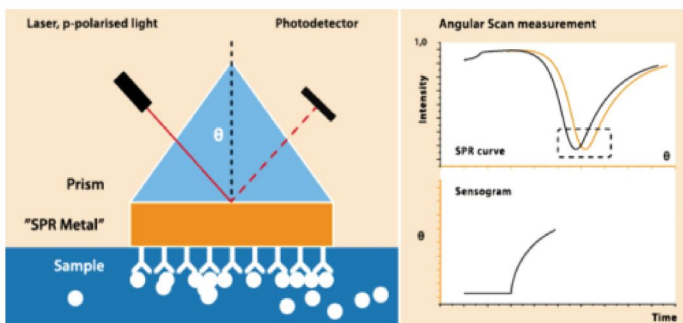 Laser, p-polarised light
Photodetector
θ
Prism
"SPR Metal"
Sample
Angular Scan measurement
1,0
Intensity
SPR curve
θ
Sensogram
θ
Time